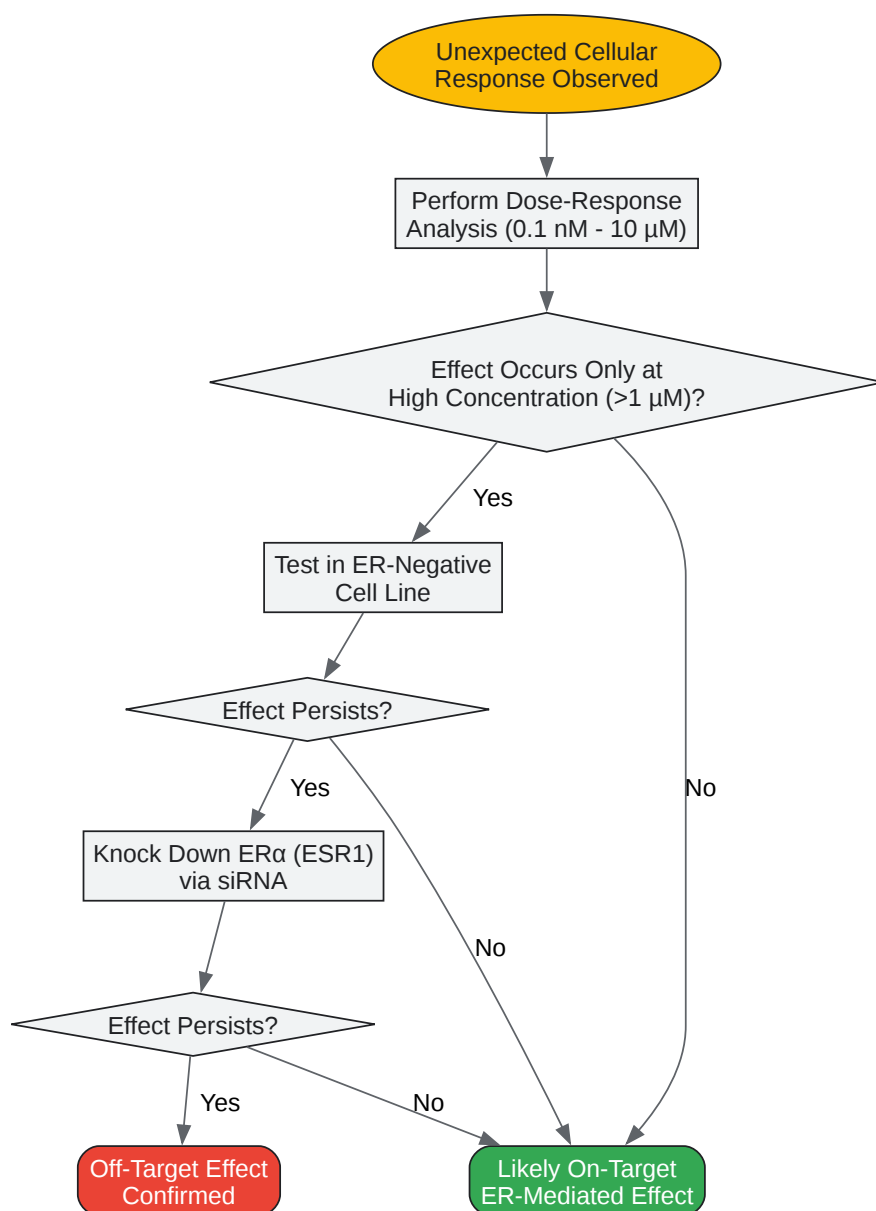 Unexpected Cellular
Response Observed
Perform Dose-Response
Analysis (0.1 nM - 10 µM)
Effect Occurs Only at
High Concentration (>1 µM)?
Yes
Test in ER-Negative
Cell Line
Effect Persists?
Yes
No
Knock Down ERα (ESR1)
via siRNA
No
Effect Persists?
Yes
No
Off-Target Effect
Confirmed
Likely On-Target
ER-Mediated Effect